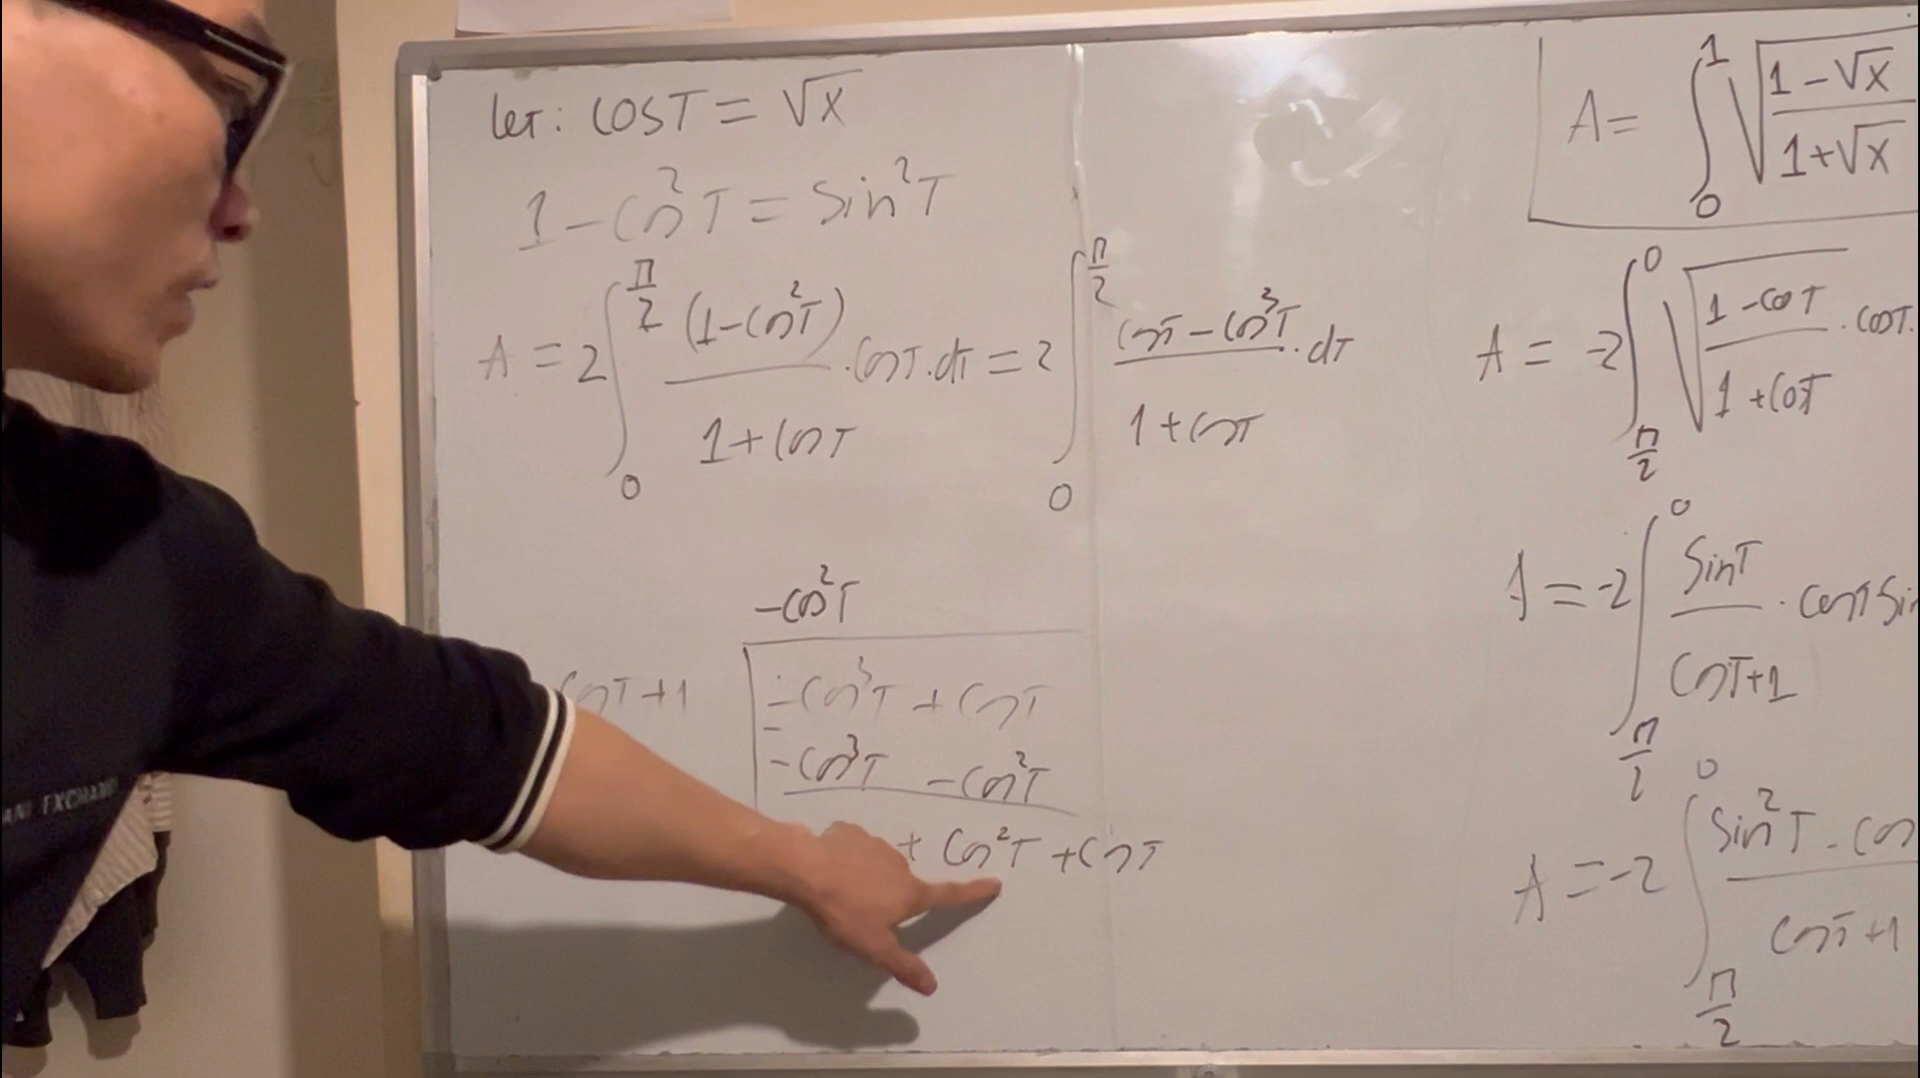 let: cosT = √x
1 - cos²T = sin²T
A = 2 ∫₀^{π/2} (1 - cos²T) / (1 + cosT) · cosT · dT = 2 ∫₀^{π/2} (cosT - cos³T) / (1 + cosT) · dT
-cos²T
cosT + 1
-cos³T + cosT
-
-cos³T - cos²T
+ cos²T + cosT
A = ∫₀¹ √((1 - √x) / (1 + √x))
A = -2 ∫_{π/2}^0 √((1 - cosT) / (1 + cosT)) · cosT.
A = -2 ∫_{π/2}^0 sinT / (cosT + 1) · cosT sin
A = -2 ∫_{π/2}^0 (sin²T - cos) / (cosT + 1)